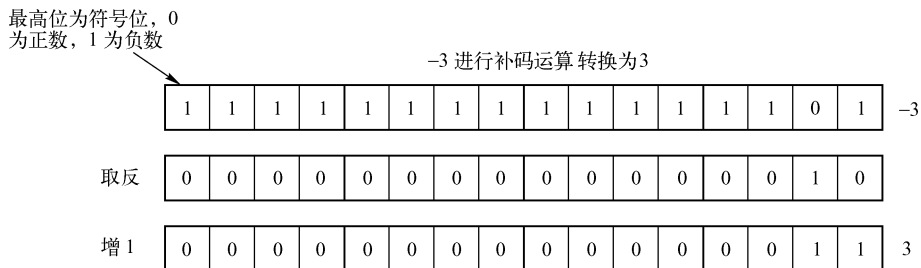 最高位为符号位，0
为正数，1 为负数
-3 进行补码运算 转换为3
1 1 1 1 1 1 1 1 1 1 1 1 1 1 0 1 -3
取反 0 0 0 0 0 0 0 0 0 0 0 0 0 0 1 0
增 1 0 0 0 0 0 0 0 0 0 0 0 0 0 0 1 1 3